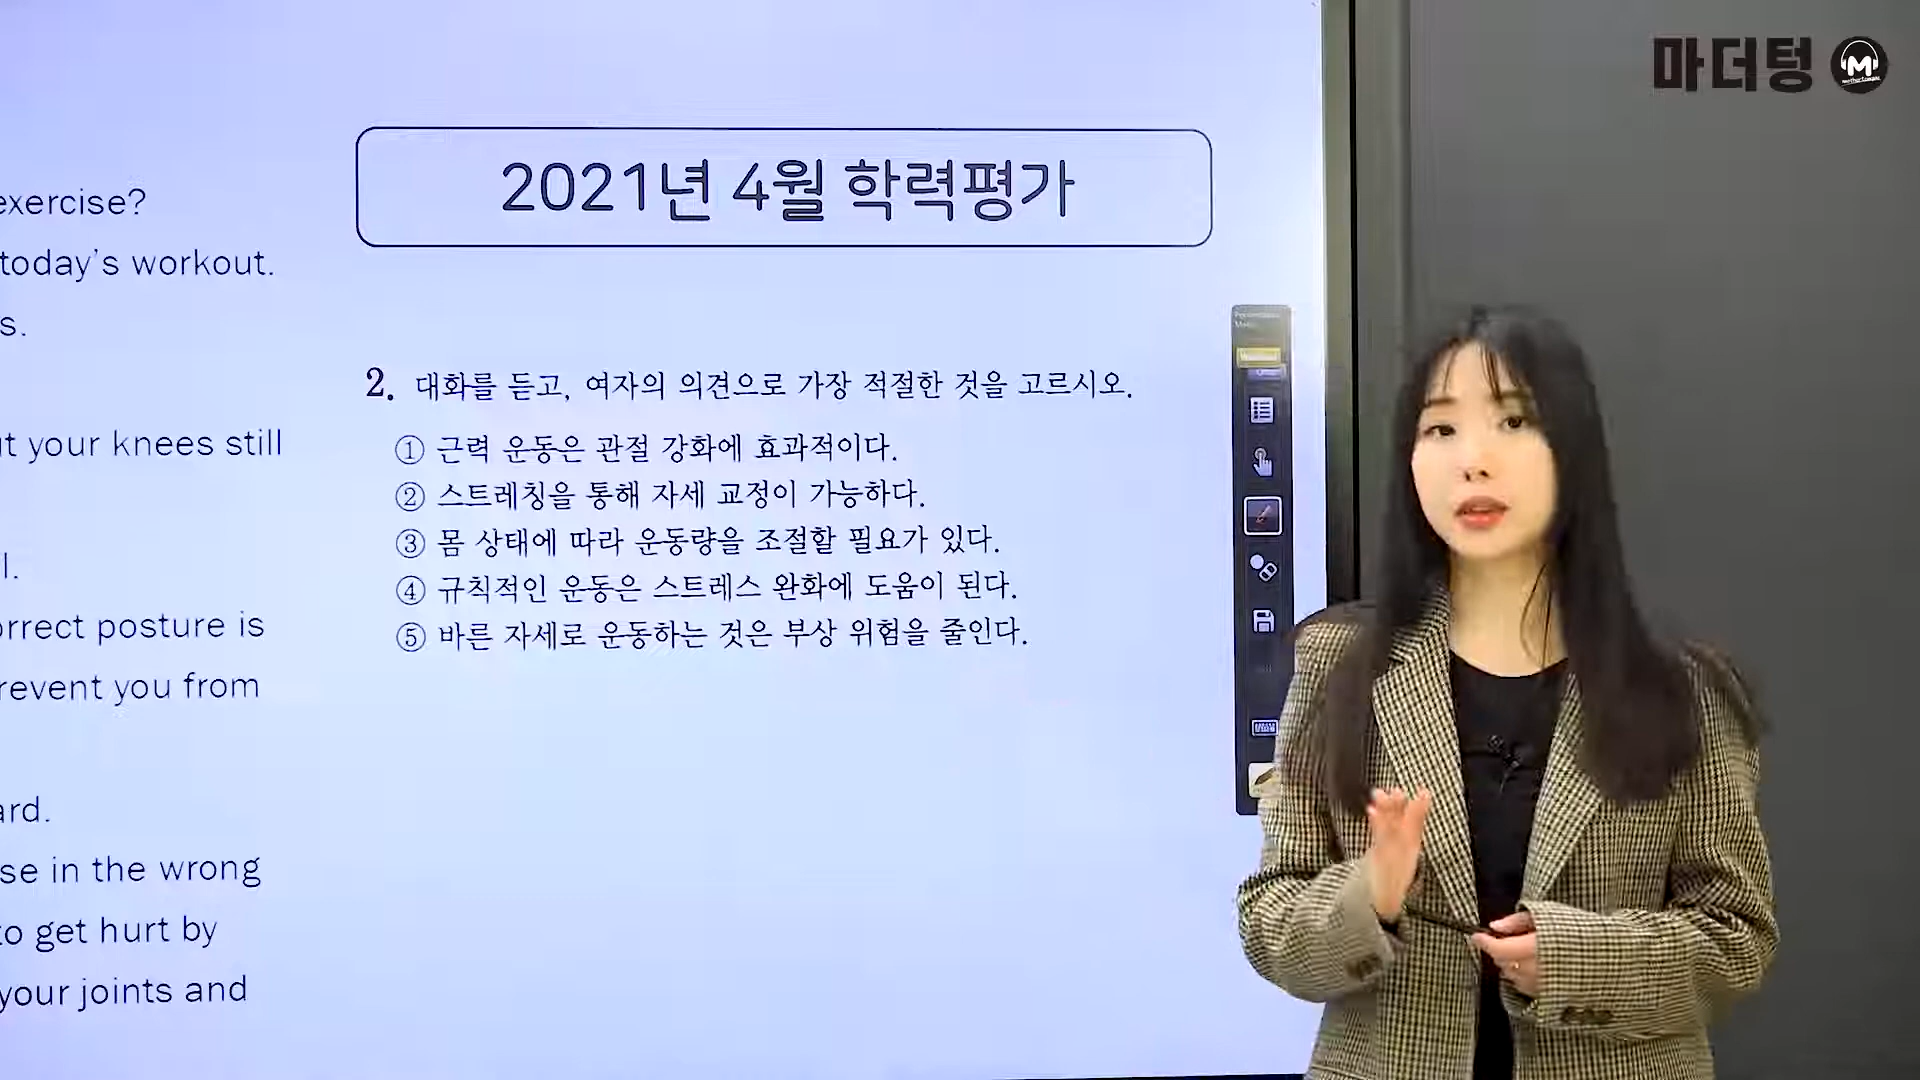 마더텅
M
2021년 4월 학력평가
exercise?
today's workout.
s.
t your knees still
l.
orrect posture is
revent you from
ard.
se in the wrong
to get hurt by
your joints and
2. 대화를 듣고, 여자의 의견으로 가장 적절한 것을 고르시오.
① 근력 운동은 관절 강화에 효과적이다.
② 스트레칭을 통해 자세 교정이 가능하다.
③ 몸 상태에 따라 운동량을 조절할 필요가 있다.
④ 규칙적인 운동은 스트레스 완화에 도움이 된다.
⑤ 바른 자세로 운동하는 것은 부상 위험을 줄인다.